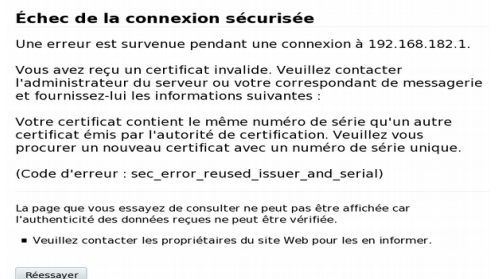 Échec de la connexion sécurisée
Une erreur est survenue pendant une connexion à 192.168.182.1.
Vous avez reçu un certificat invalide. Veuillez contacter
l'administrateur du serveur ou votre correspondant de messagerie
et fournissez-lui les informations suivantes :
Votre certificat contient le même numéro de série qu'un autre
certificat émis par l'autorité de certification. Veuillez vous
procurer un nouveau certificat avec un numéro de série unique.
(Code d'erreur : sec_error_reused_issuer_and_serial)
La page que vous essayez de consulter ne peut pas être affichée car
l'authenticité des données reçues ne peut être vérifiée.
▪ Veuillez contacter les propriétaires du site Web pour les en informer.
Réessayer